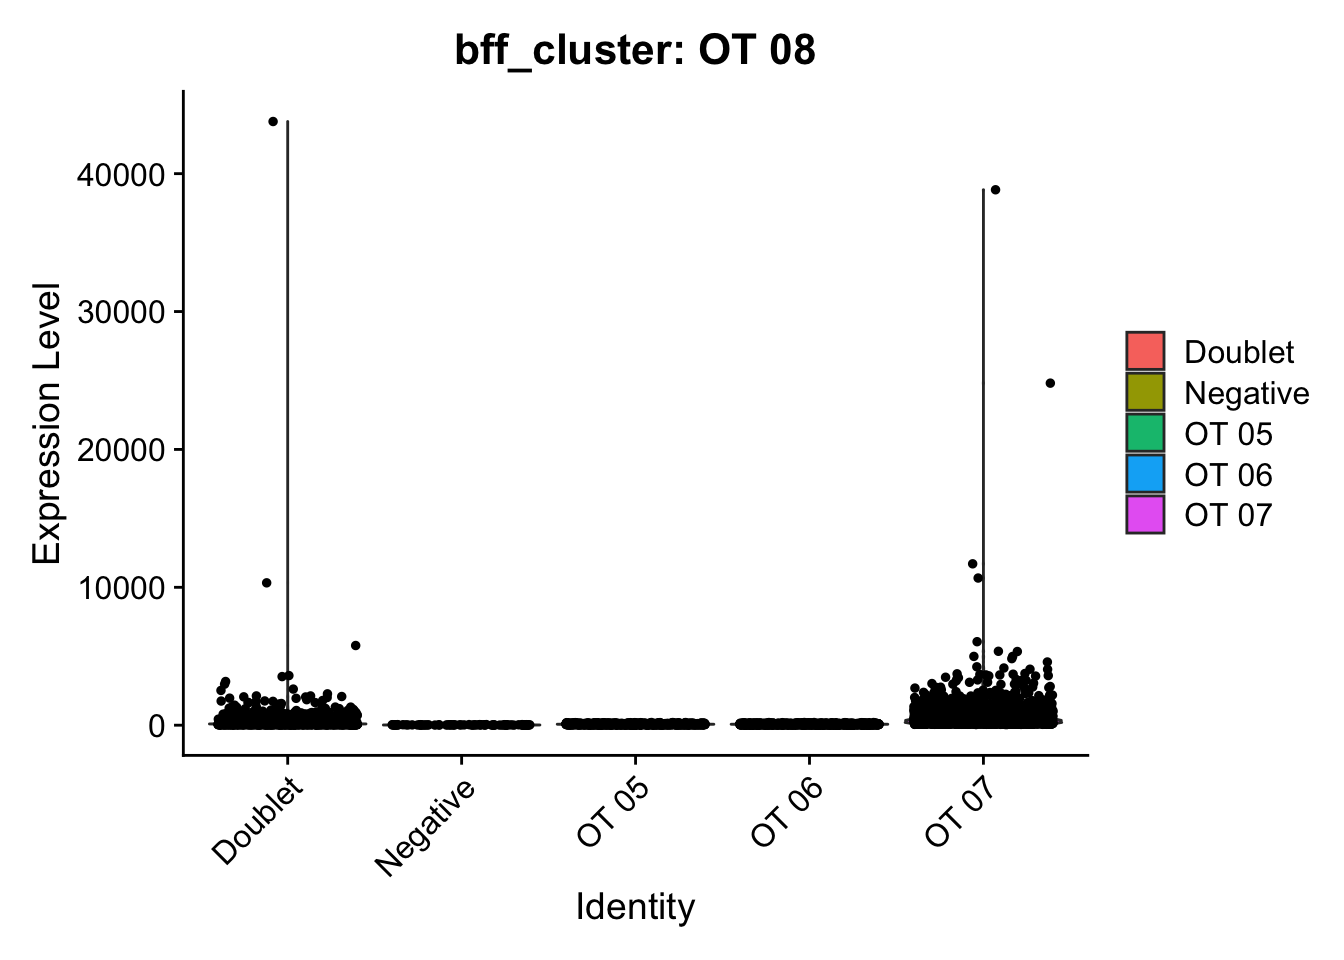 bff_cluster: OT 08
Expression Level
40000
30000
20000
10000
0
Doublet
Negative
OT 05
OT 06
OT 07
Identity
Doublet
Negative
OT 05
OT 06
OT 07